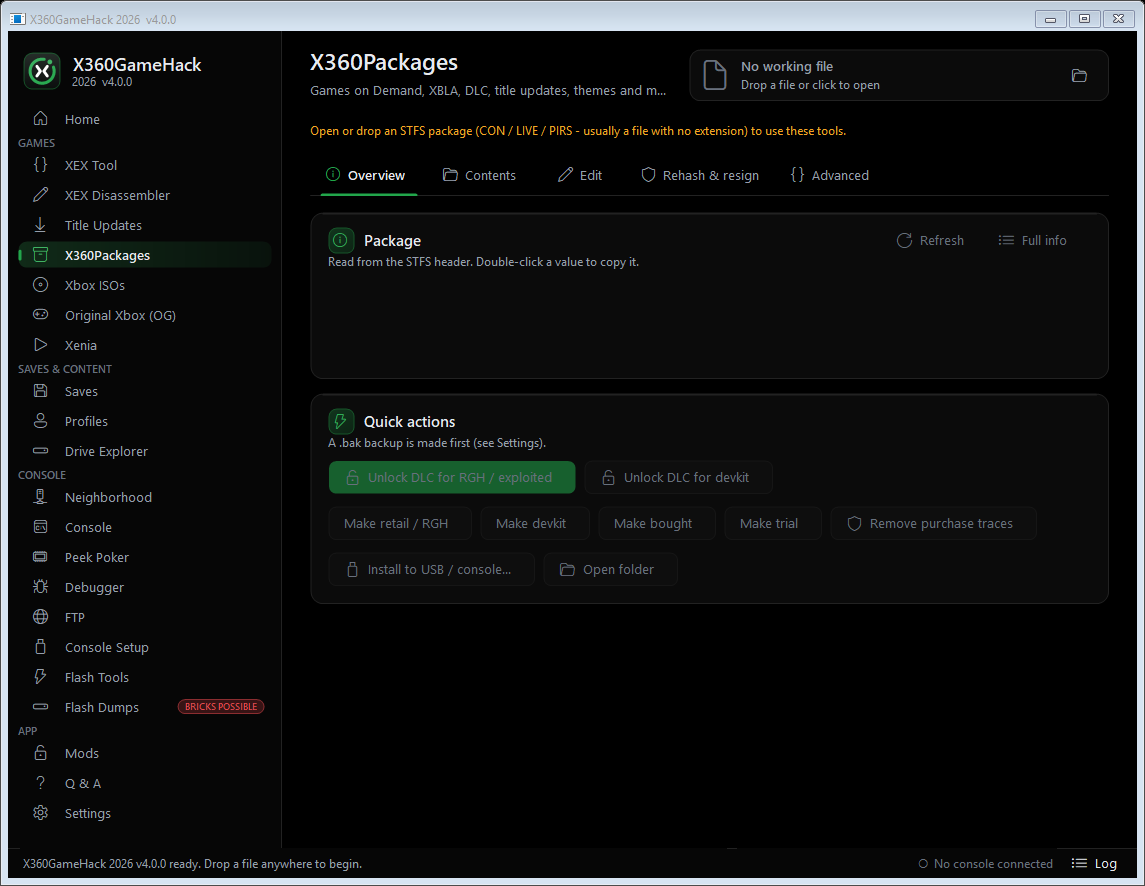 X360GameHack 2026 v4.0.0
X360GameHack
2026 v4.0.0
Home
GAMES
XEX Tool
XEX Disassembler
Title Updates
X360Packages
Xbox ISOs
Original Xbox (OG)
Xenia
SAVES & CONTENT
Saves
Profiles
Drive Explorer
CONSOLE
Neighborhood
Console
Peek Poker
Debugger
FTP
Console Setup
Flash Tools
Flash Dumps BRICKS POSSIBLE
APP
Mods
Q & A
Settings
X360Packages
Games on Demand, XBLA, DLC, title updates, themes and m...
No working file
Drop a file or click to open
Open or drop an STFS package (CON / LIVE / PIRS - usually a file with no extension) to use these tools.
Overview Contents Edit Rehash & resign {} Advanced
Package Refresh Full info
Read from the STFS header. Double-click a value to copy it.
Quick actions
A .bak backup is made first (see Settings).
Unlock DLC for RGH / exploited Unlock DLC for devkit
Make retail / RGH Make devkit Make bought Make trial Remove purchase traces
Install to USB / console... Open folder
X360GameHack 2026 v4.0.0 ready. Drop a file anywhere to begin. No console connected Log